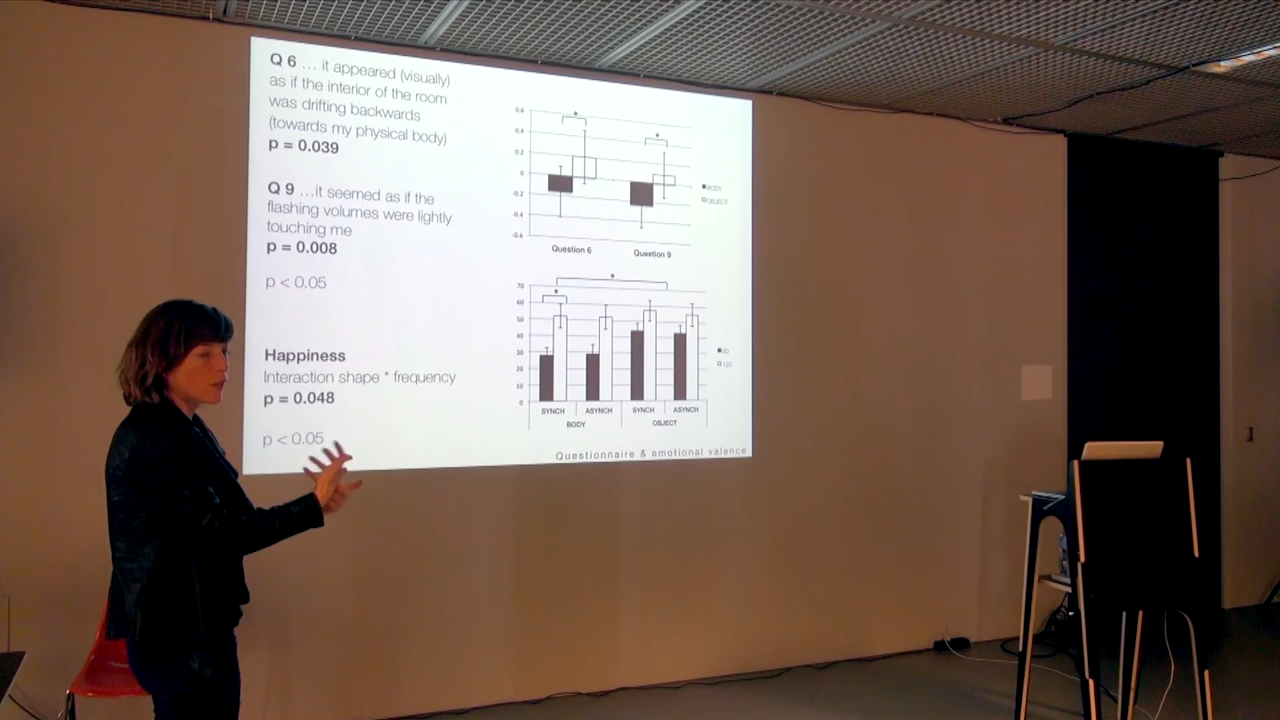 Q 6 … it appeared (visually)
as if the interior of the room
was drifting backwards
(towards my physical body)
p = 0.039
Q 9 …it seemed as if the
flashing volumes were lightly
touching me
p = 0.008
p < 0.05
Happiness
Interaction shape * frequency
p = 0.048
p < 0.05
0.6
0.4
0.2
0
-0.2
-0.4
-0.6
*
*
BODY
OBJECT
Question 6
Question 9
70
60
50
40
30
20
10
0
*
*
60
120
SYNCH ASYNCH SYNCH ASYNCH
BODY OBJECT
Questionnaire & emotional valence